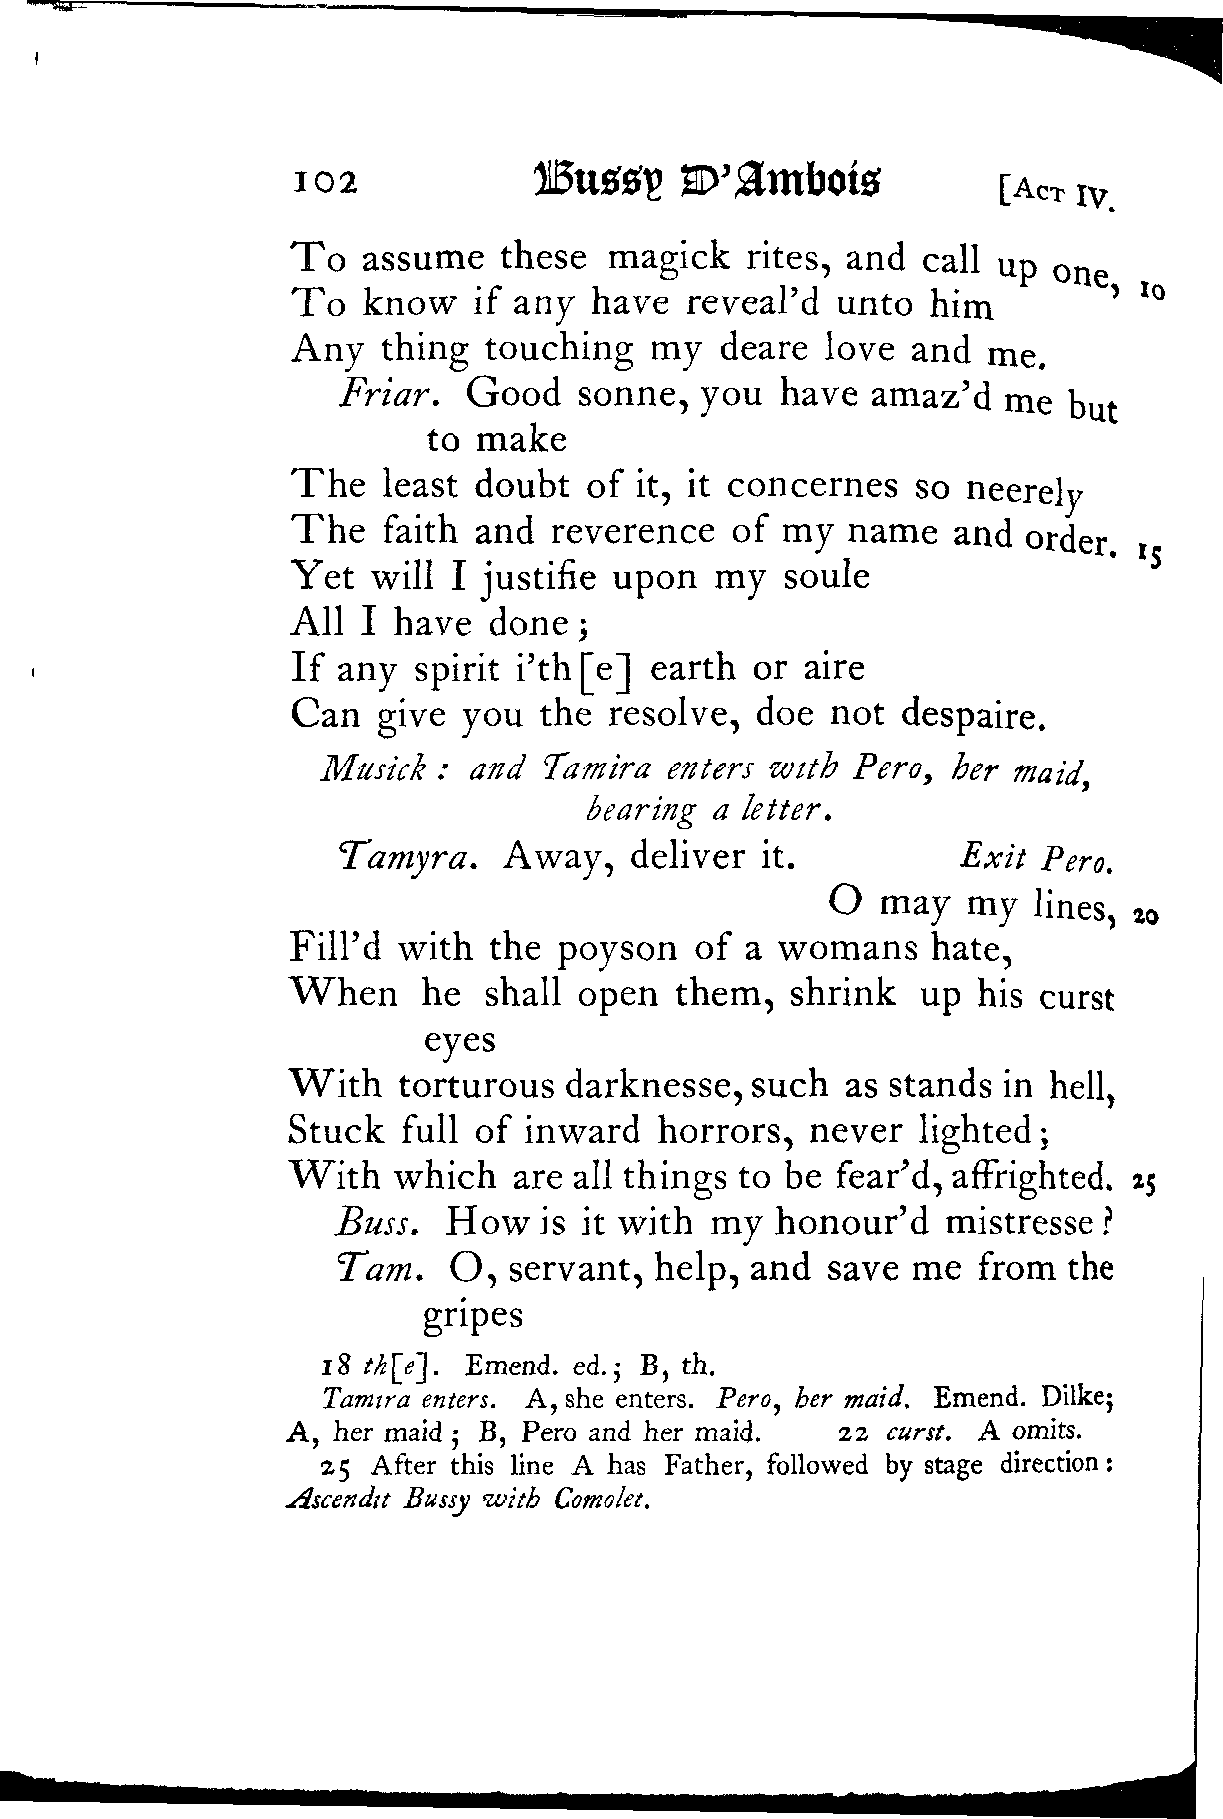 102 Bussy D'Ambois [Act IV.
To assume these magick rites, and call up one, 10
To know if any have reveal'd unto him
Any thing touching my deare love and me.
Friar. Good sonne, you have amaz'd me but
to make
The least doubt of it, it concernes so neerely
The faith and reverence of my name and order. 15
Yet will I justifie upon my soule
All I have done;
If any spirit i'th[e] earth or aire
Can give you the resolve, doe not despaire.
Musick: and Tamira enters with Pero, her maid,
bearing a letter.
Tamyra. Away, deliver it. Exit Pero.
O may my lines, 20
Fill'd with the poyson of a womans hate,
When he shall open them, shrink up his curst
eyes
With torturous darknesse, such as stands in hell,
Stuck full of inward horrors, never lighted;
With which are all things to be fear'd, affrighted. 25
Buss. How is it with my honour'd mistresse?
Tam. O, servant, help, and save me from the
gripes
18 th[e]. Emend. ed.; B, th.
Tamira enters. A, she enters. Pero, her maid. Emend. Dilke;
A, her maid; B, Pero and her maid. 22 curst. A omits.
25 After this line A has Father, followed by stage direction:
Ascendit Bussy with Comolet.